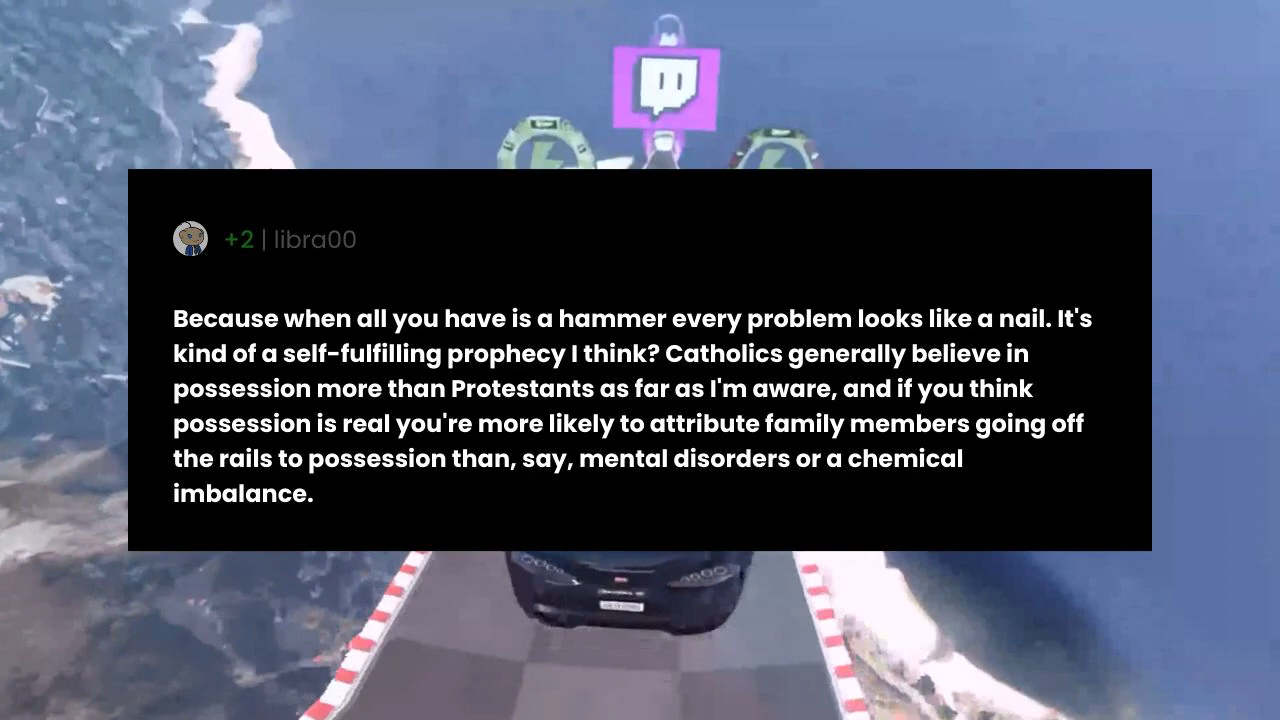 +2 | libra00
Because when all you have is a hammer every problem looks like a nail. It's
kind of a self-fulfilling prophecy I think? Catholics generally believe in
possession more than Protestants as far as I'm aware, and if you think
possession is real you're more likely to attribute family members going off
the rails to possession than, say, mental disorders or a chemical
imbalance.